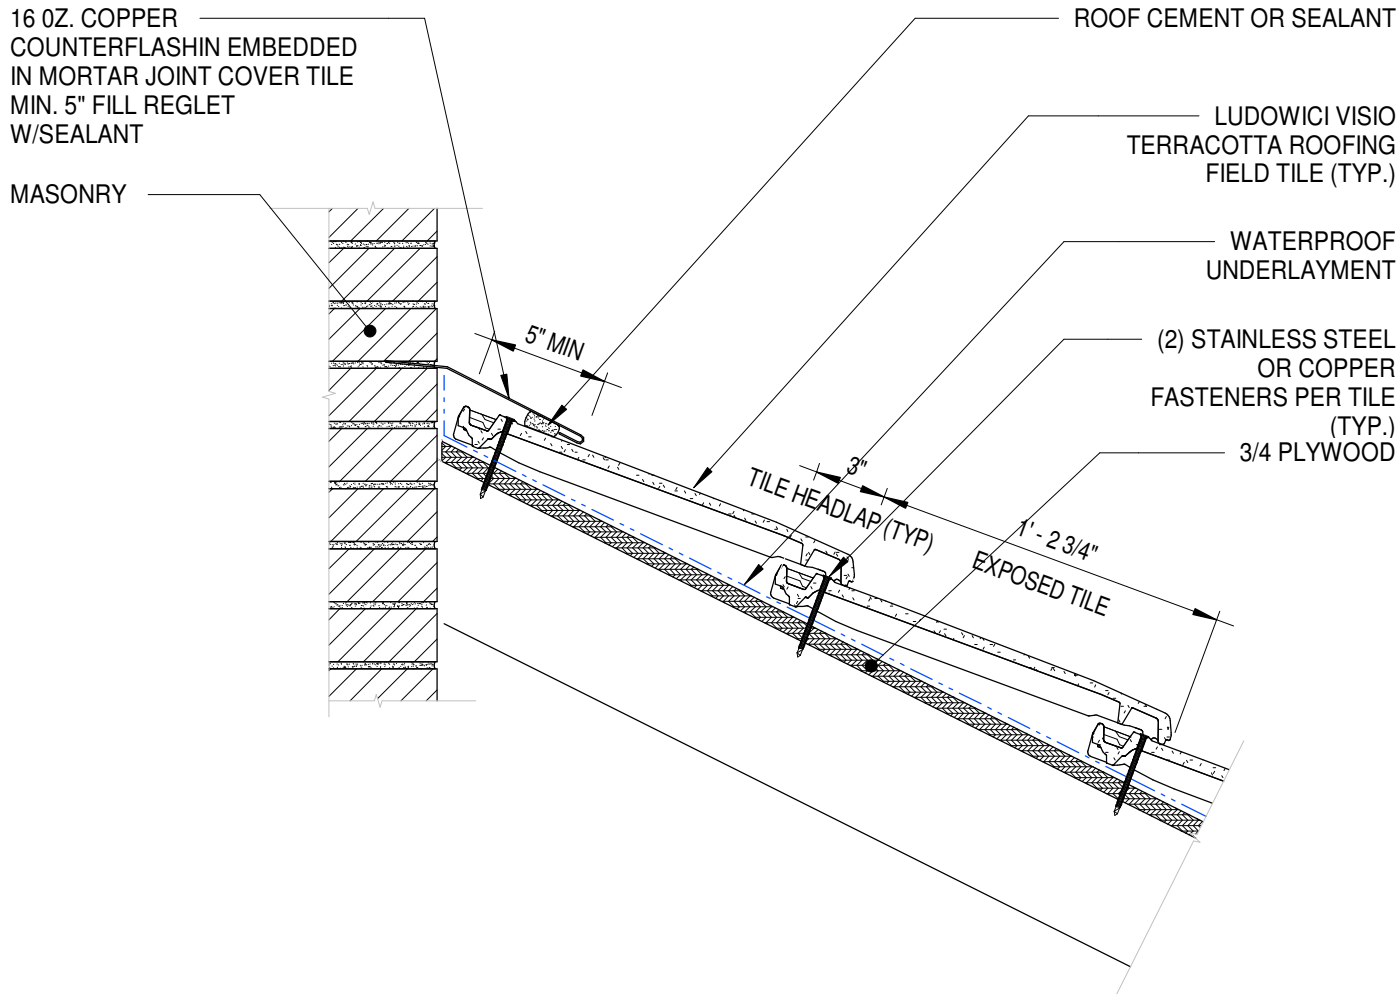 16 0Z. COPPER
COUNTERFLASHIN EMBEDDED
IN MORTAR JOINT COVER TILE
MIN. 5" FILL REGLET
W/SEALANT
MASONRY
ROOF CEMENT OR SEALANT
LUDOWICI VISIO
TERRACOTTA ROOFING
FIELD TILE (TYP.)
WATERPROOF
UNDERLAYMENT
(2) STAINLESS STEEL
OR COPPER
FASTENERS PER TILE
(TYP.)
3/4 PLYWOOD
5" MIN
3"
TILE HEADLAP (TYP)
1' - 2 3/4"
EXPOSED TILE